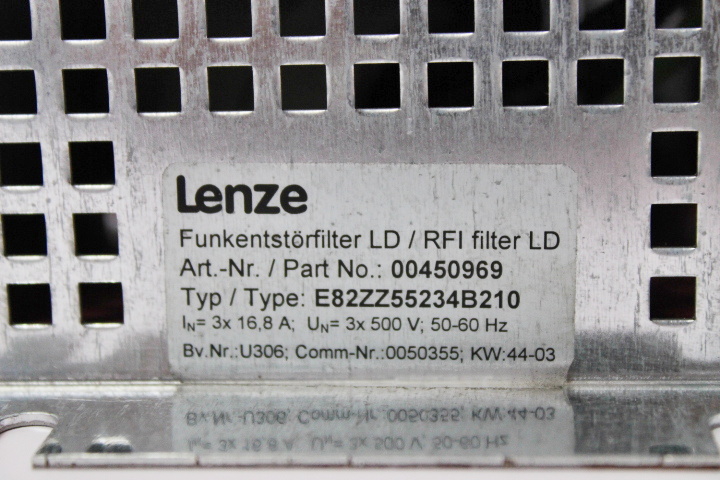 Lenze
Funkentstörfilter LD / RFI filter LD
Art.-Nr. / Part No.: 00450969
Typ / Type: E82ZZ55234B210
IN= 3x 16,8 A; UN= 3x 500 V; 50-60 Hz
Bv.Nr.:U306; Comm-Nr.:0050355; KW:44-03